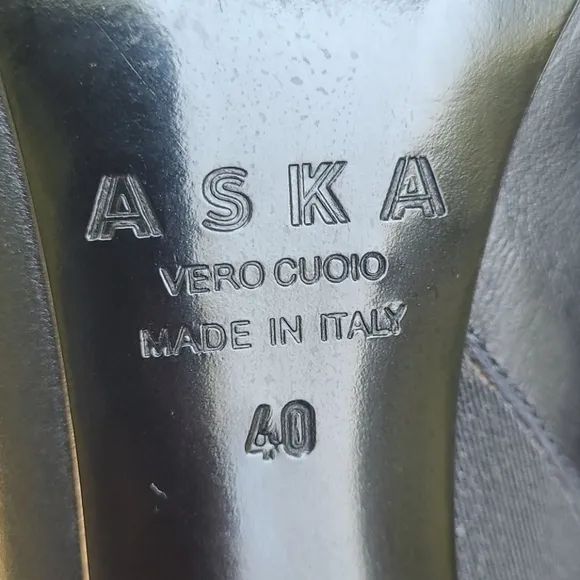 ASKA
VERO CUOIO
MADE IN ITALY
40